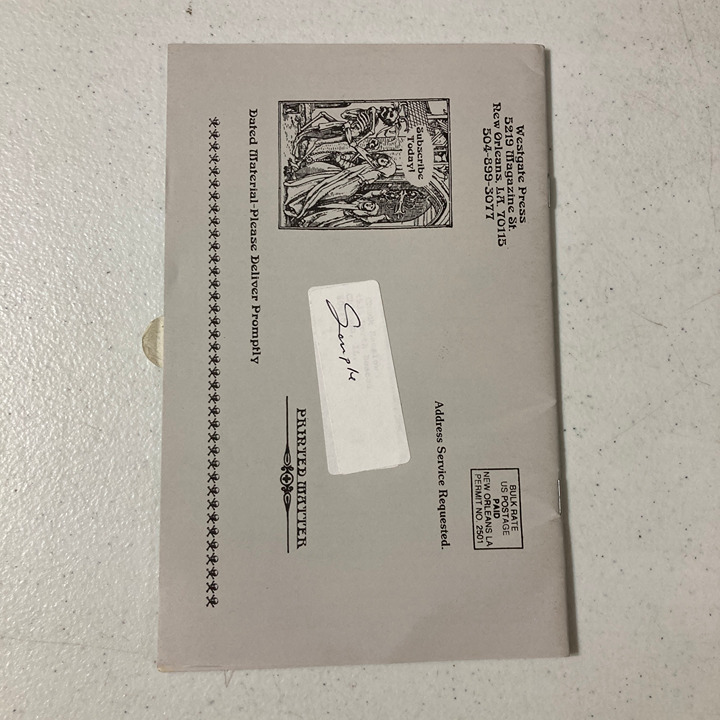 Westgate Press
5219 Magazine St.
New Orleans, LA 70115
504-899-3077
Subscribe
Today!
Dated Material-Please Deliver Promptly
BULK RATE
US POSTAGE
PAID
NEW ORLEANS LA
PERMIT NO. 2501
Address Service Requested.
Sample
PRINTED MATTER